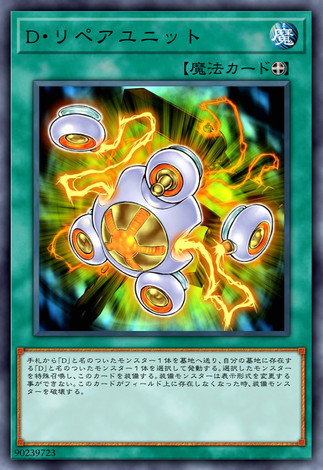 D・リペアユニット
魔
【魔法カード】
手札から「D」と名のついたモンスター１体を墓地へ送り、自分の墓地に存在す
る「D」と名のついたモンスター１体を選択して発動する。選択したモンスター
を特殊召喚し、このカードを装備する。装備モンスターは表示形式を変更する
事ができない。このカードがフィールド上に存在しなくなった時、装備モンス
ターを破壊する。
90239723